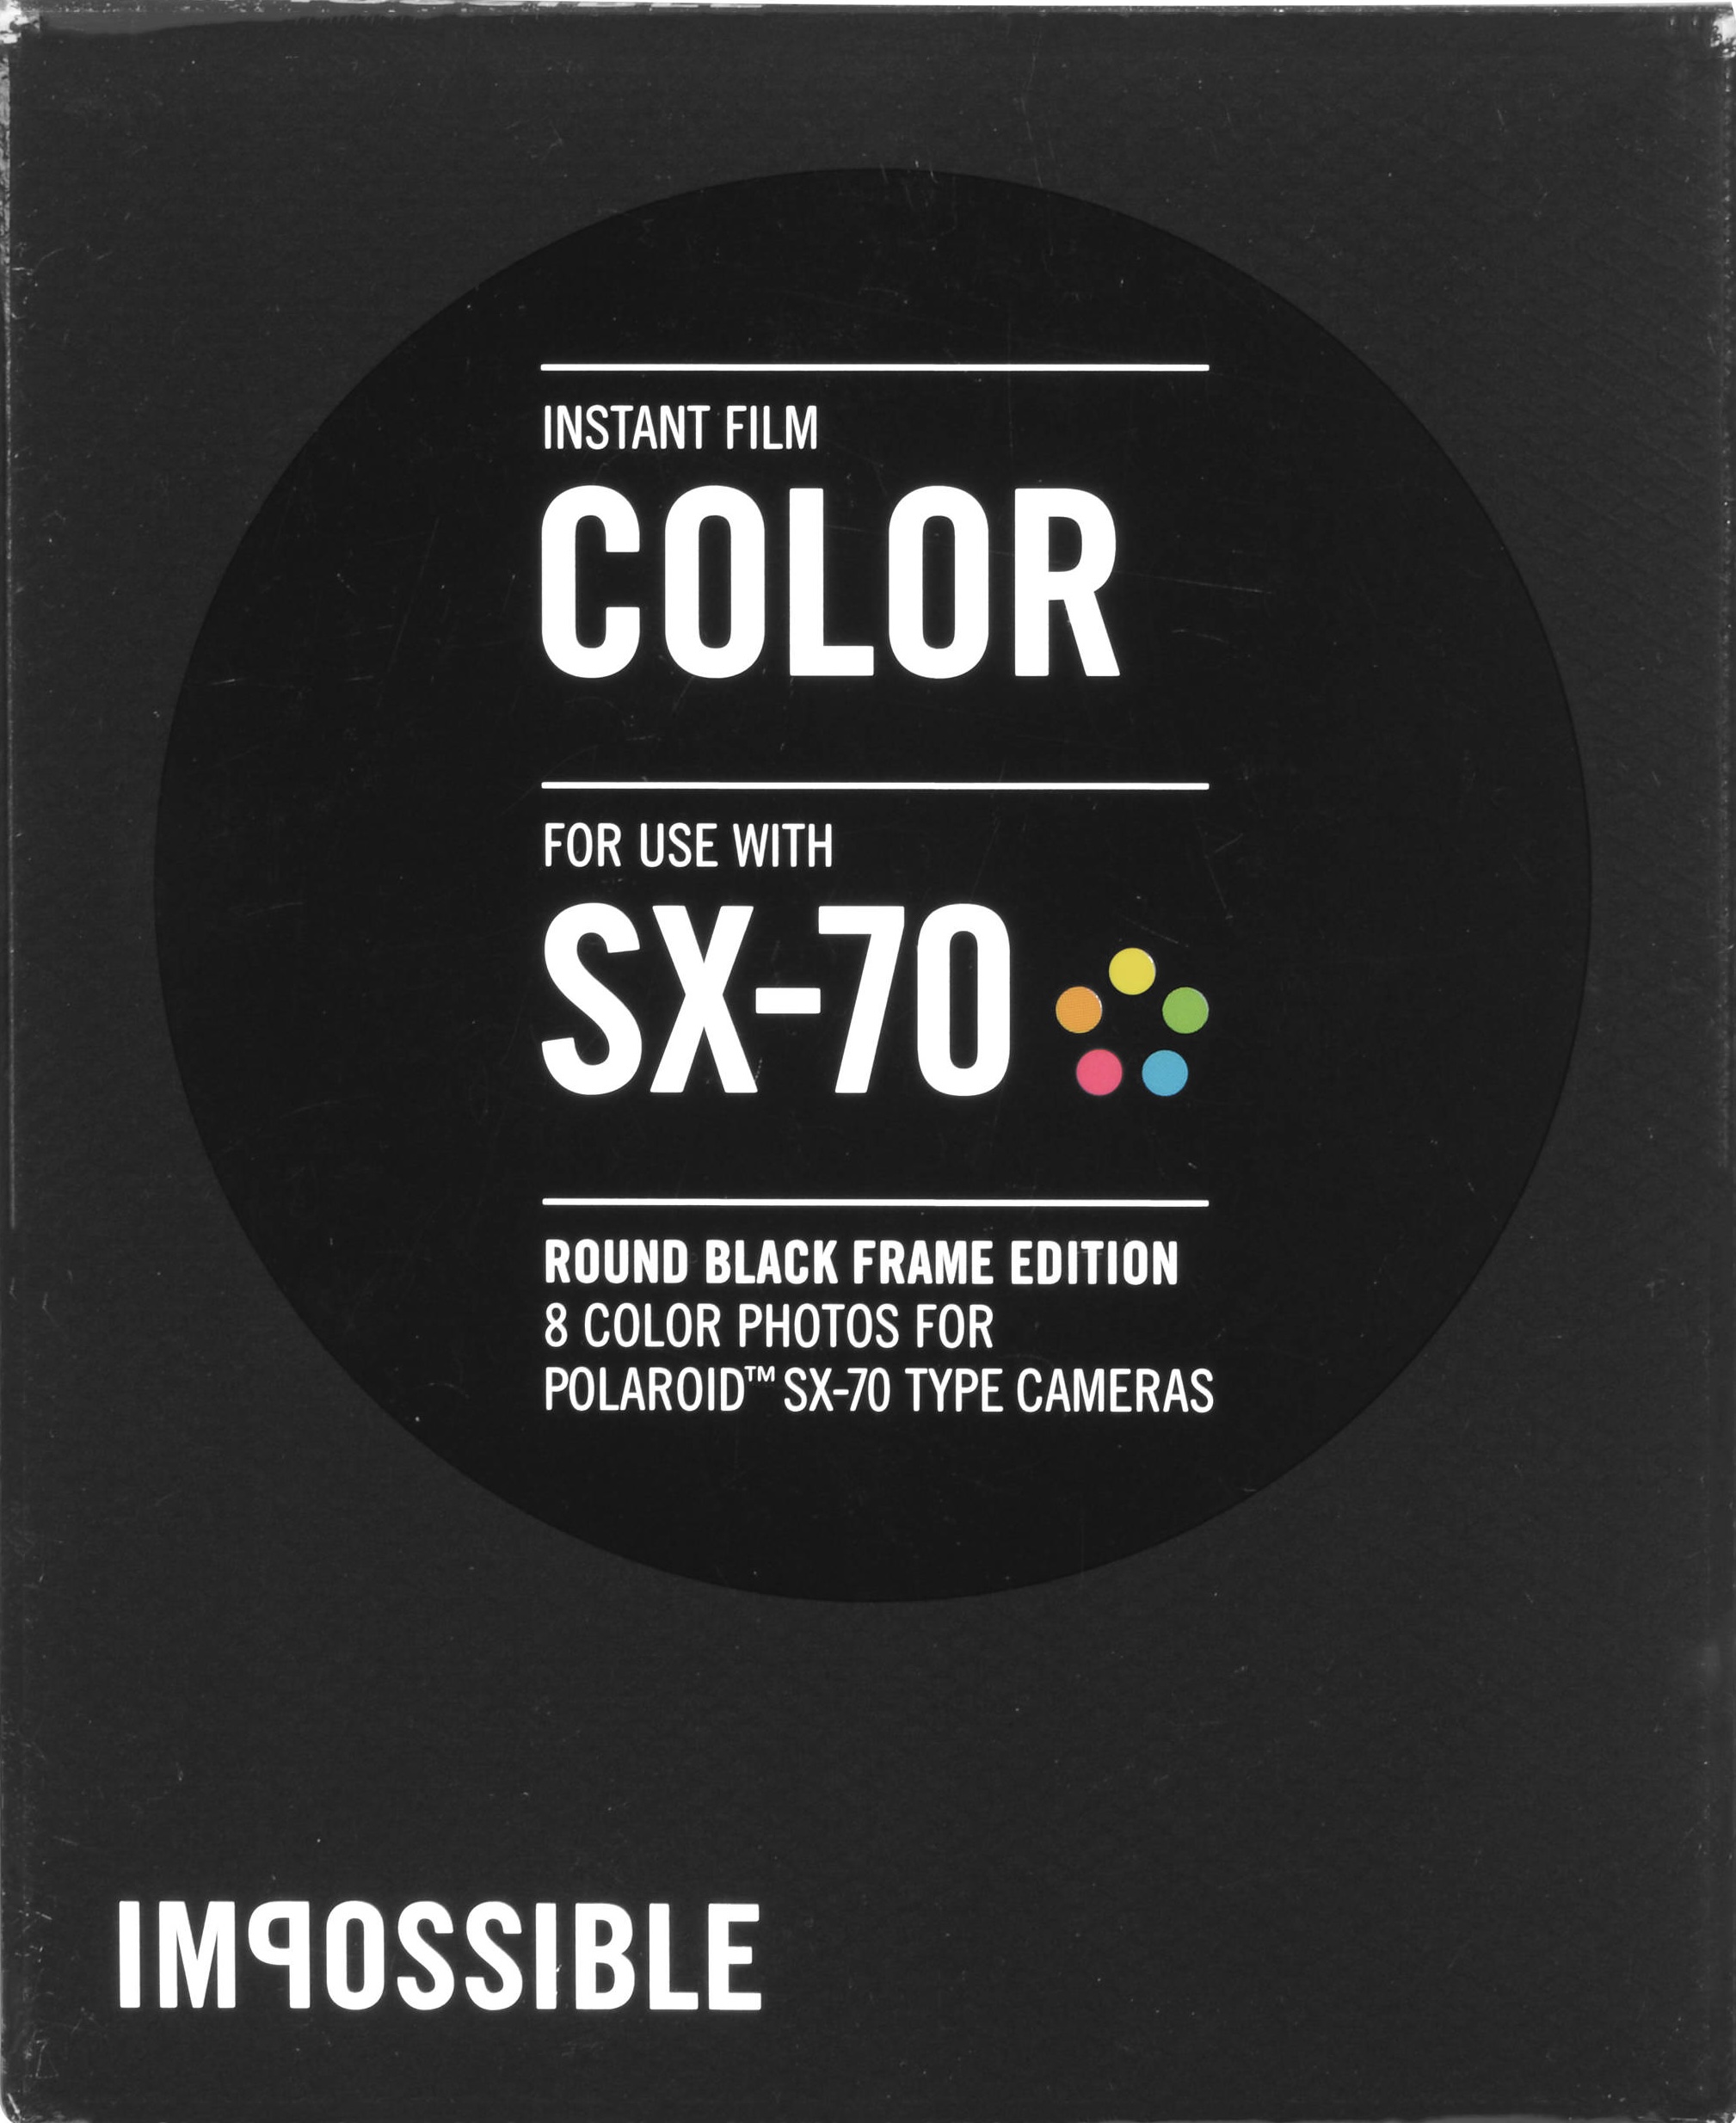 INSTANT FILM
COLOR
FOR USE WITH
SX-70
ROUND BLACK FRAME EDITION
8 COLOR PHOTOS FOR
POLAROID™ SX-70 TYPE CAMERAS
IMPOSSIBLE